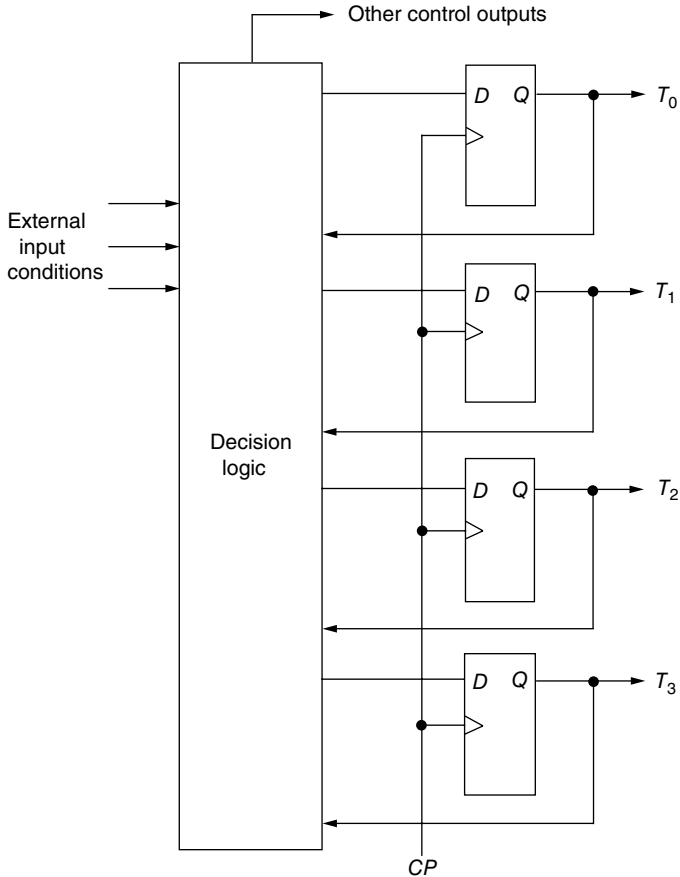 Other control outputs
D Q T0
External
input
conditions
D Q T1
Decision
logic
D Q T2
D Q T3
CP